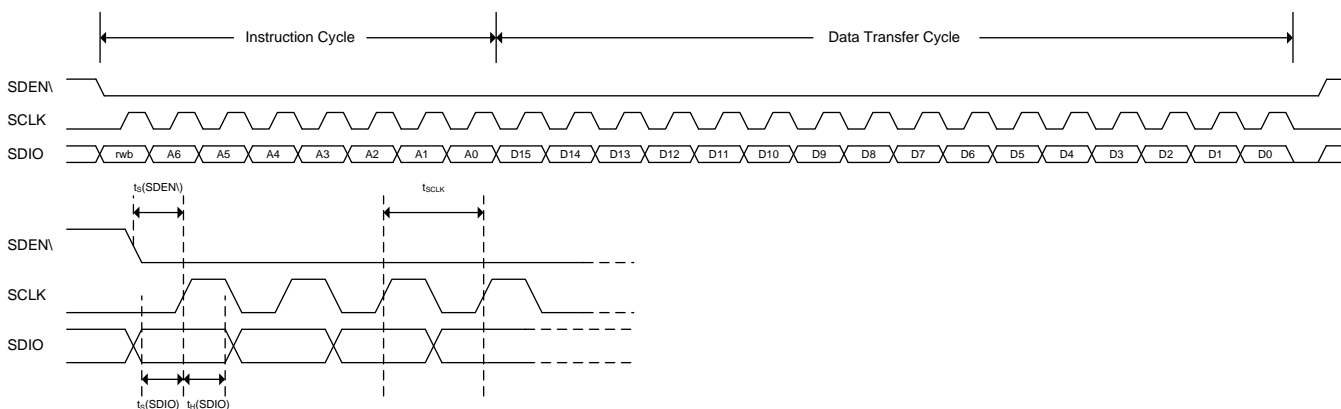 Instruction Cycle Data Transfer Cycle
SDEN\
SCLK
SDIO rwb A6 A5 A4 A3 A2 A1 A0 D15 D14 D13 D12 D11 D10 D9 D8 D7 D6 D5 D4 D3 D2 D1 D0
tS(SDEN\) tSCLK
SDEN\
SCLK
SDIO
tS(SDIO) tH(SDIO)